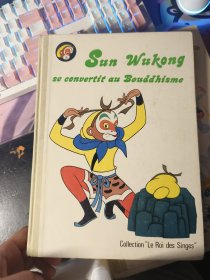 Sun Wukong
se convertit au Bouddhisme
Collection "Le Roi des Singes"